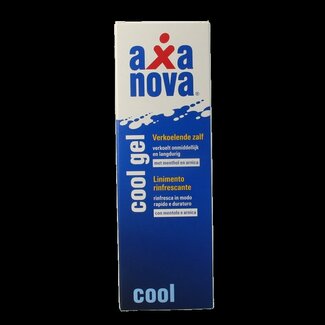 axa
nova®
cool gel
Verkoelende zalf
verkoelt onmiddellijk
en langdurig
met menthol en arnica
Linimento
rinfrescante
rinfresca in modo
rapido e duraturo
con mentolo e arnica
cool